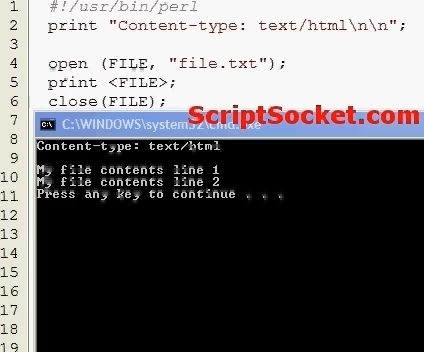 1 #!/usr/bin/perl
2 print "Content-type: text/html\n\n";
3
4 open (FILE, "file.txt");
5 print <FILE>;
6 close(FILE);
ScriptSocket.com
7 C:\WINDOWS\system32\cmd.exe
8 Content-type: text/html
9
10 My file contents line 1
My file contents line 2
11 Press any key to continue . . .
12
13
14
15
16
17
18
19